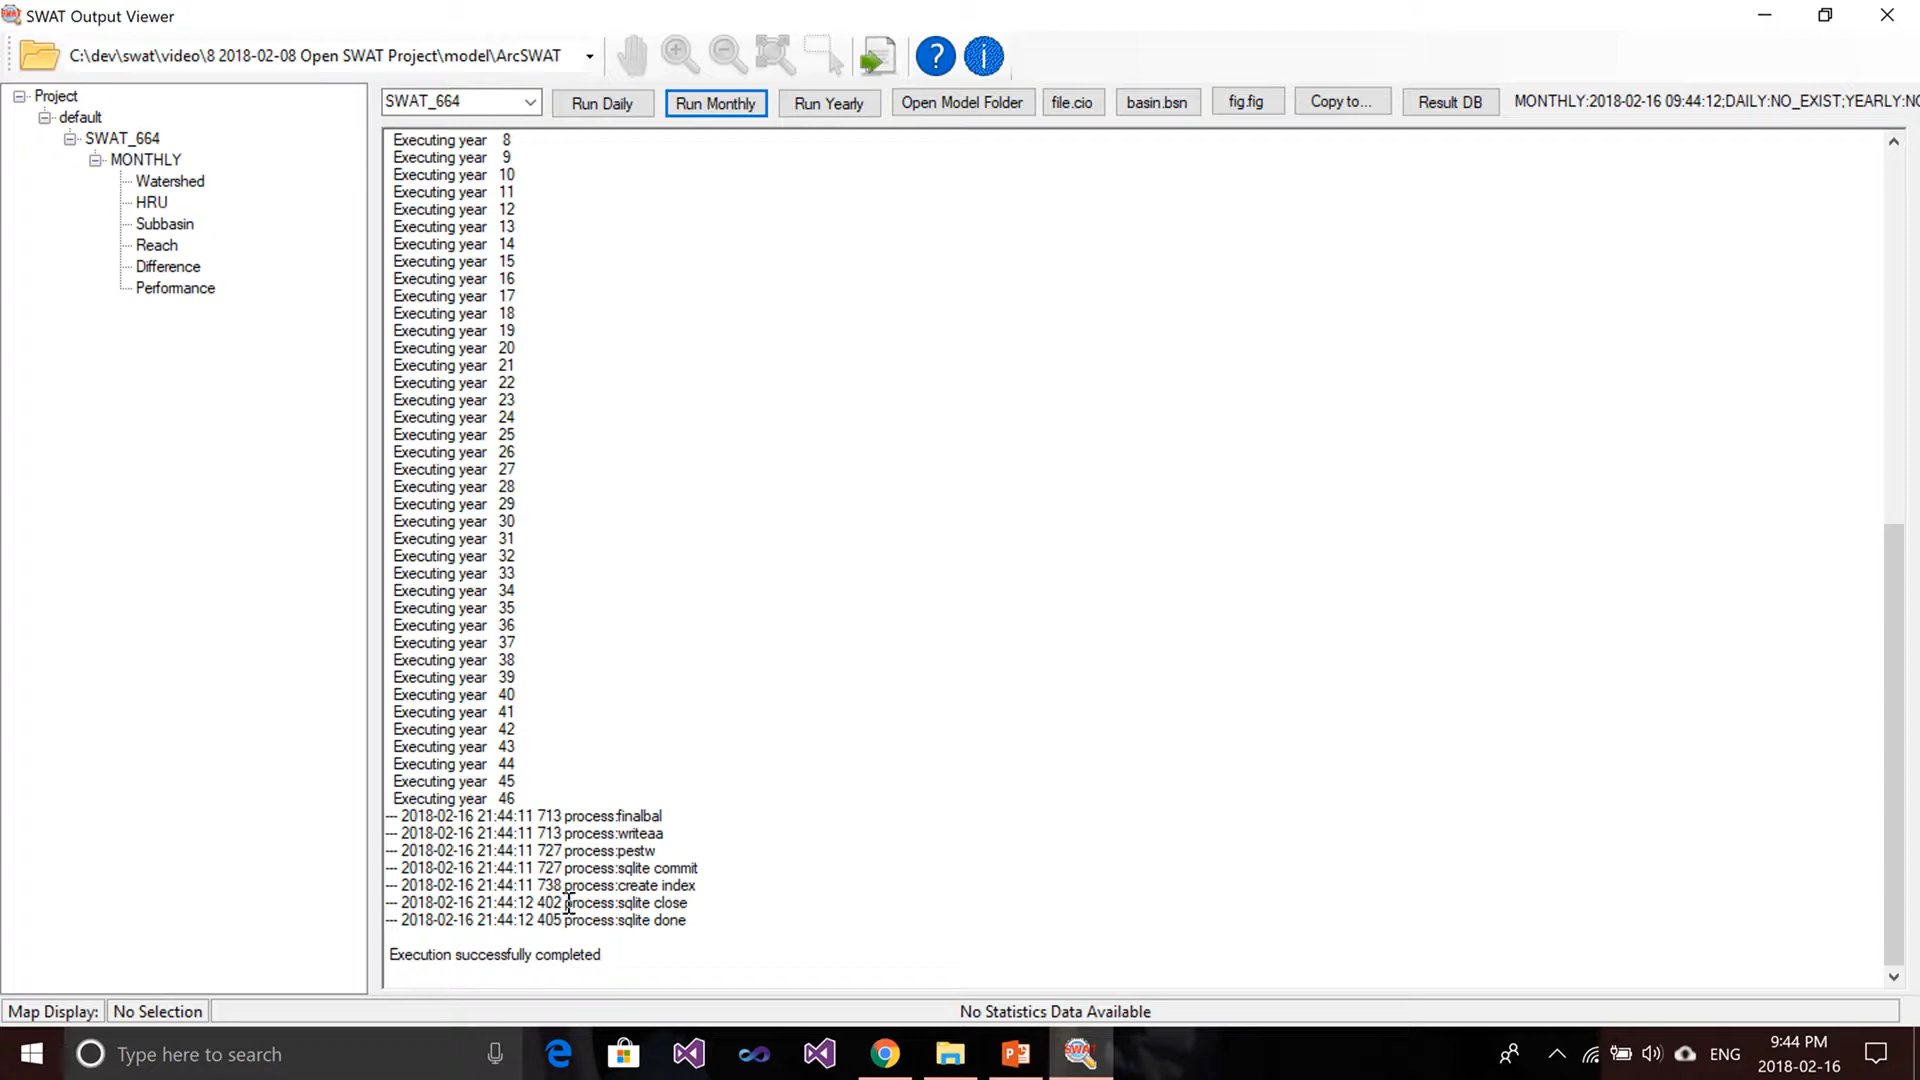 SWAT Output Viewer
C:\dev\swat\video\8 2018-02-08 Open SWAT Project\model\ArcSWAT
Project
default
SWAT_664
MONTHLY
Watershed
HRU
Subbasin
Reach
Difference
Performance
SWAT_664 Run Daily Run Monthly Run Yearly Open Model Folder file.cio basin.bsn fig.fig Copy to... Result DB MONTHLY:2018-02-16 09:44:12;DAILY:NO_EXIST;YEARLY:NO
Executing year 8
Executing year 9
Executing year 10
Executing year 11
Executing year 12
Executing year 13
Executing year 14
Executing year 15
Executing year 16
Executing year 17
Executing year 18
Executing year 19
Executing year 20
Executing year 21
Executing year 22
Executing year 23
Executing year 24
Executing year 25
Executing year 26
Executing year 27
Executing year 28
Executing year 29
Executing year 30
Executing year 31
Executing year 32
Executing year 33
Executing year 34
Executing year 35
Executing year 36
Executing year 37
Executing year 38
Executing year 39
Executing year 40
Executing year 41
Executing year 42
Executing year 43
Executing year 44
Executing year 45
Executing year 46
--- 2018-02-16 21:44:11 713 process:finalbal
--- 2018-02-16 21:44:11 713 process:writeaa
--- 2018-02-16 21:44:11 727 process:pestw
--- 2018-02-16 21:44:11 727 process:sqlite commit
--- 2018-02-16 21:44:11 738 process:create index
--- 2018-02-16 21:44:12 402 process:sqlite close
--- 2018-02-16 21:44:12 405 process:sqlite done
Execution successfully completed
Map Display: No Selection No Statistics Data Available
Type here to search
SWAT
ENG
9:44 PM
2018-02-16